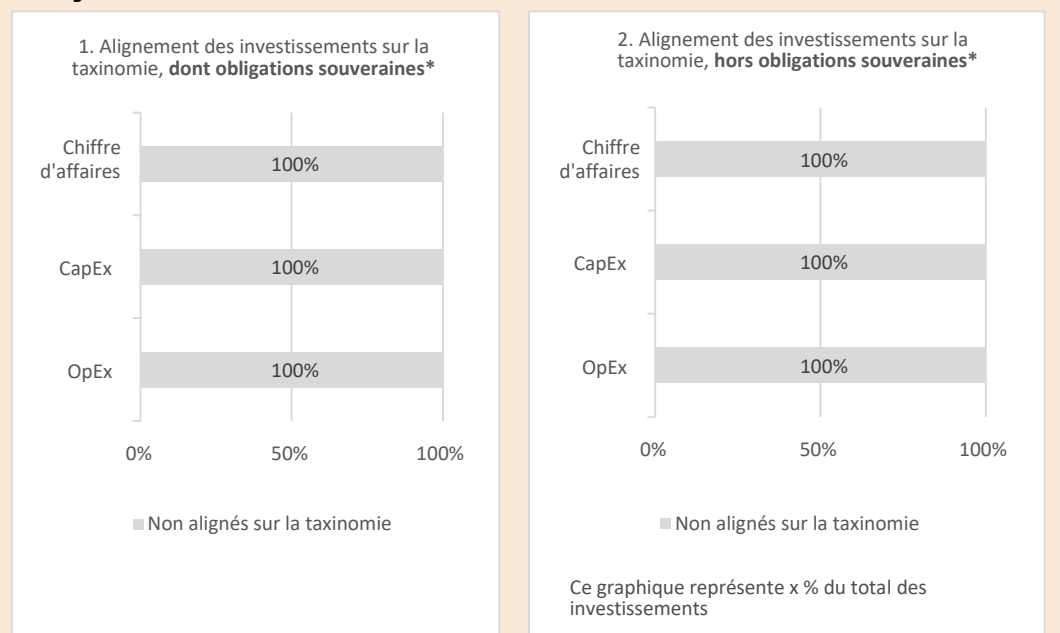 1. Alignement des investissements sur la
taxinomie, dont obligations souveraines*
Chiffre
d'affaires
100%
CapEx
100%
OpEx
100%
0%
50%
100%
Non alignés sur la taxinomie
2. Alignement des investissements sur la
taxinomie, hors obligations souveraines*
Chiffre
d'affaires
100%
CapEx
100%
OpEx
100%
0%
50%
100%
Non alignés sur la taxinomie
Ce graphique représente x % du total des
investissements